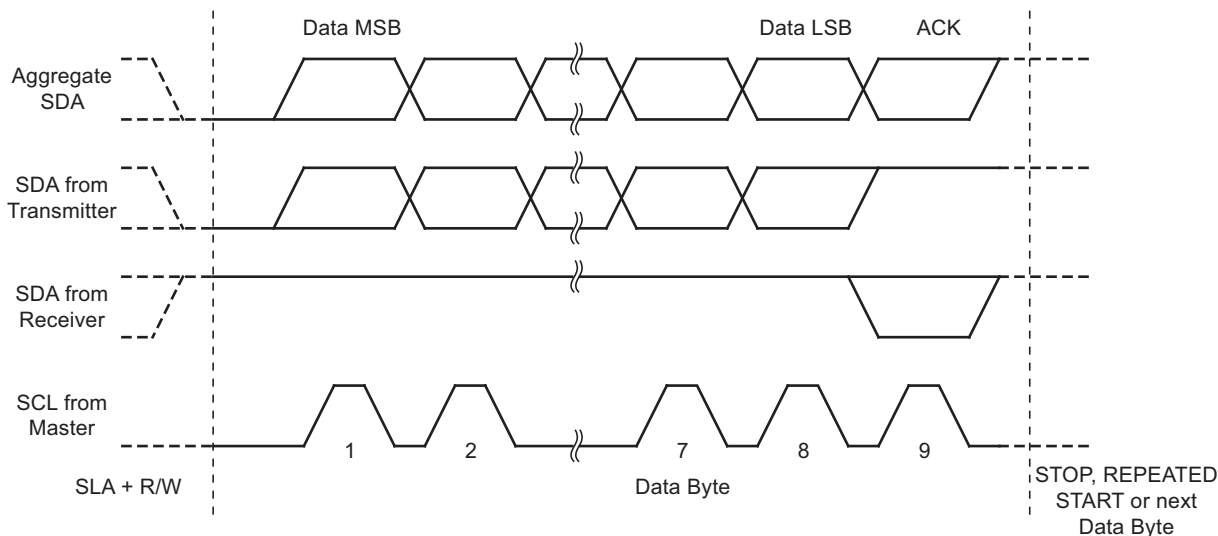 Data MSB
Data LSB
ACK
Aggregate
SDA
SDA from
Transmitter
SDA from
Receiver
SCL from
Master
1
2
7
8
9
SLA + R/W
Data Byte
STOP, REPEATED
START or next
Data Byte